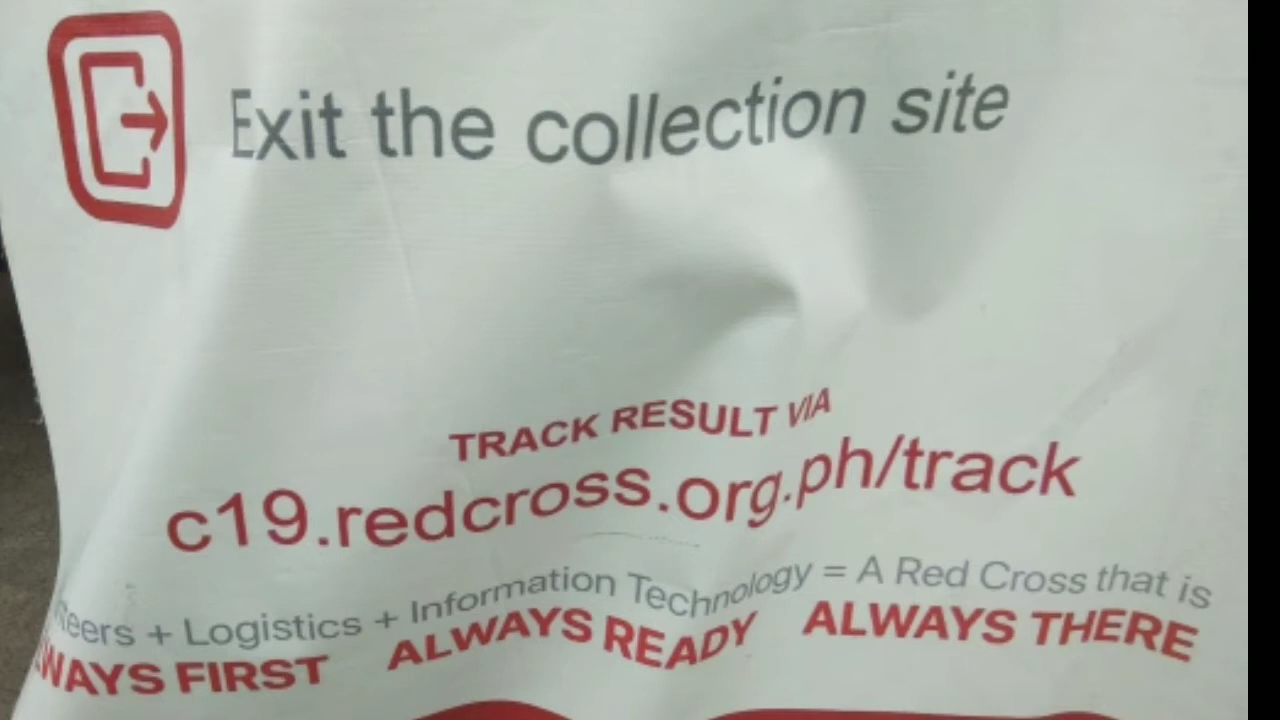 Exit the collection site
TRACK RESULT VIA
c19.redcross.org.ph/track
+ Logistics + Information Technology = A Red Cross that is
FIRST ALWAYS READY ALWAYS THERE